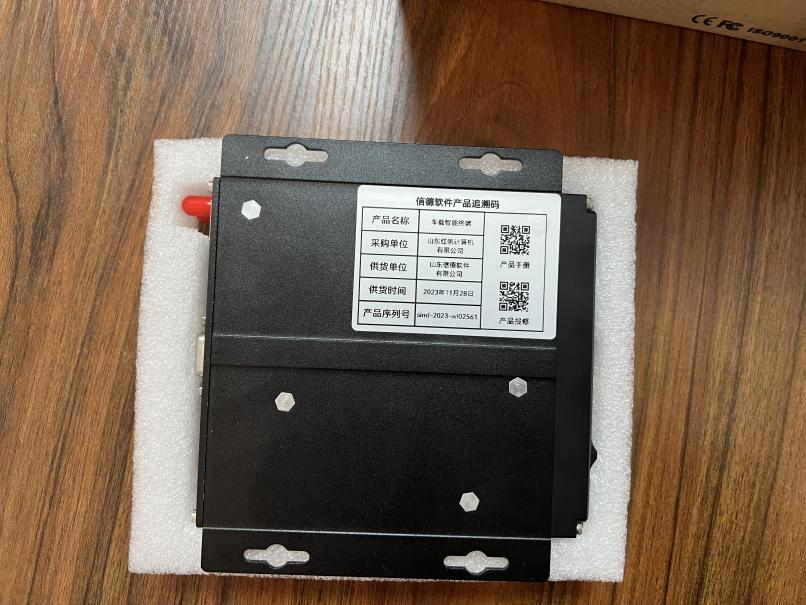 CE FC ISO9001
信德软件产品追溯码
产品名称
车载智能终端
采购单位
山东红帆计算机
有限公司
供货单位
山东信德软件
有限公司
供货时间
2023年11月28日
产品序列号
sind-2023-wl02561
产品手册
产品报修